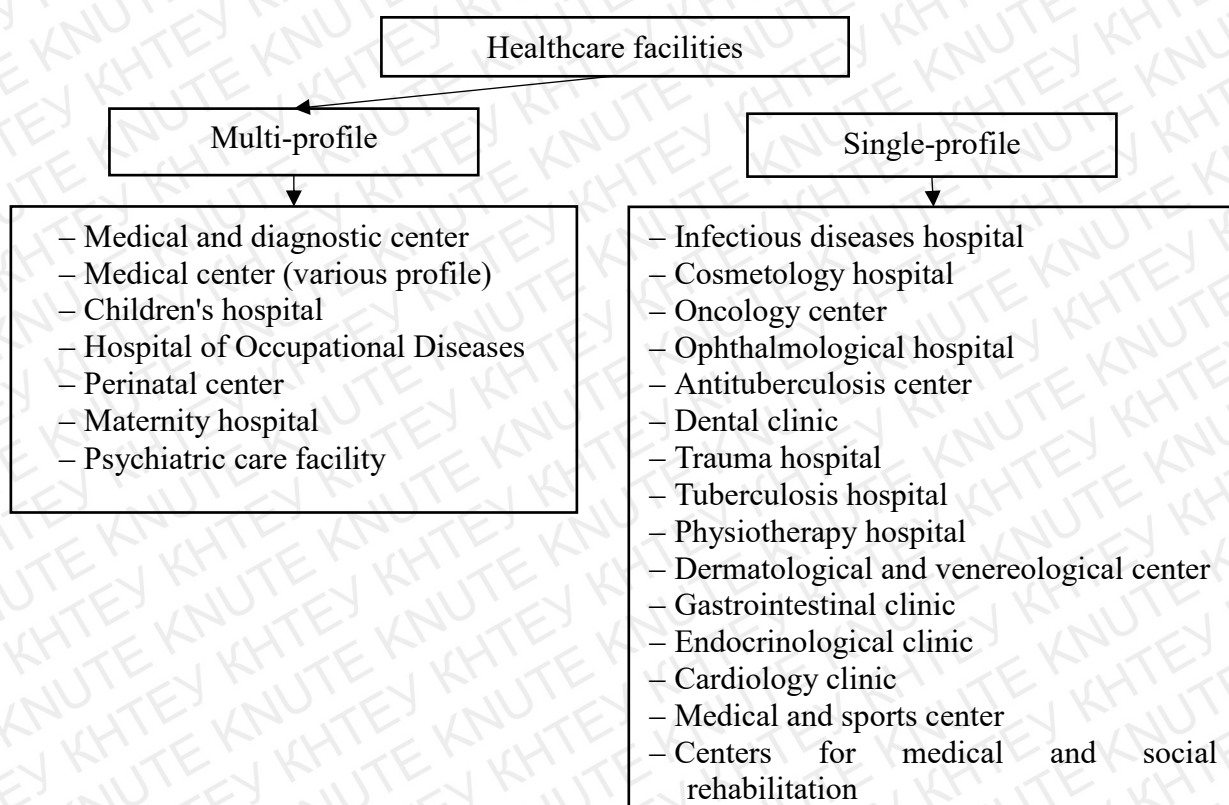 Healthcare facilities
Multi-profile
Single-profile
– Medical and diagnostic center
– Medical center (various profile)
– Children's hospital
– Hospital of Occupational Diseases
– Perinatal center
– Maternity hospital
– Psychiatric care facility
– Infectious diseases hospital
– Cosmetology hospital
– Oncology center
– Ophthalmological hospital
– Antituberculosis center
– Dental clinic
– Trauma hospital
– Tuberculosis hospital
– Physiotherapy hospital
– Dermatological and venereological center
– Gastrointestinal clinic
– Endocrinological clinic
– Cardiology clinic
– Medical and sports center
– Centers for medical and social
rehabilitation